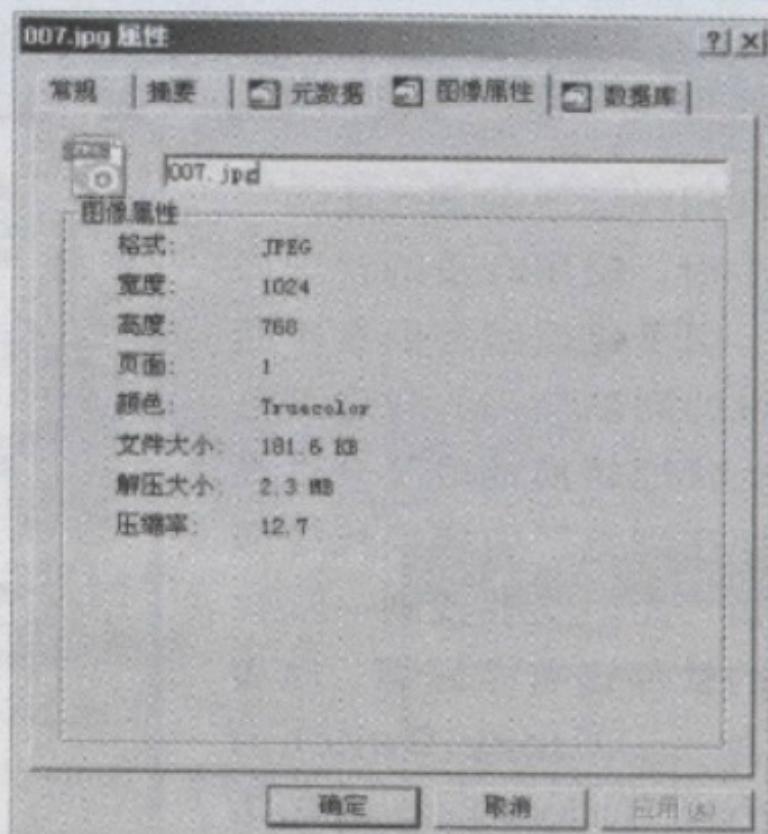 007.jpg 属性
常规 摘要 元数据 图像属性 数据库
007.jpg
图像属性
格式: JPEG
宽度: 1024
高度: 768
页面: 1
颜色: Truecolor
文件大小: 181.6 KB
解压大小: 2.3 MB
压缩率: 12.7
确定 取消 应用(A)